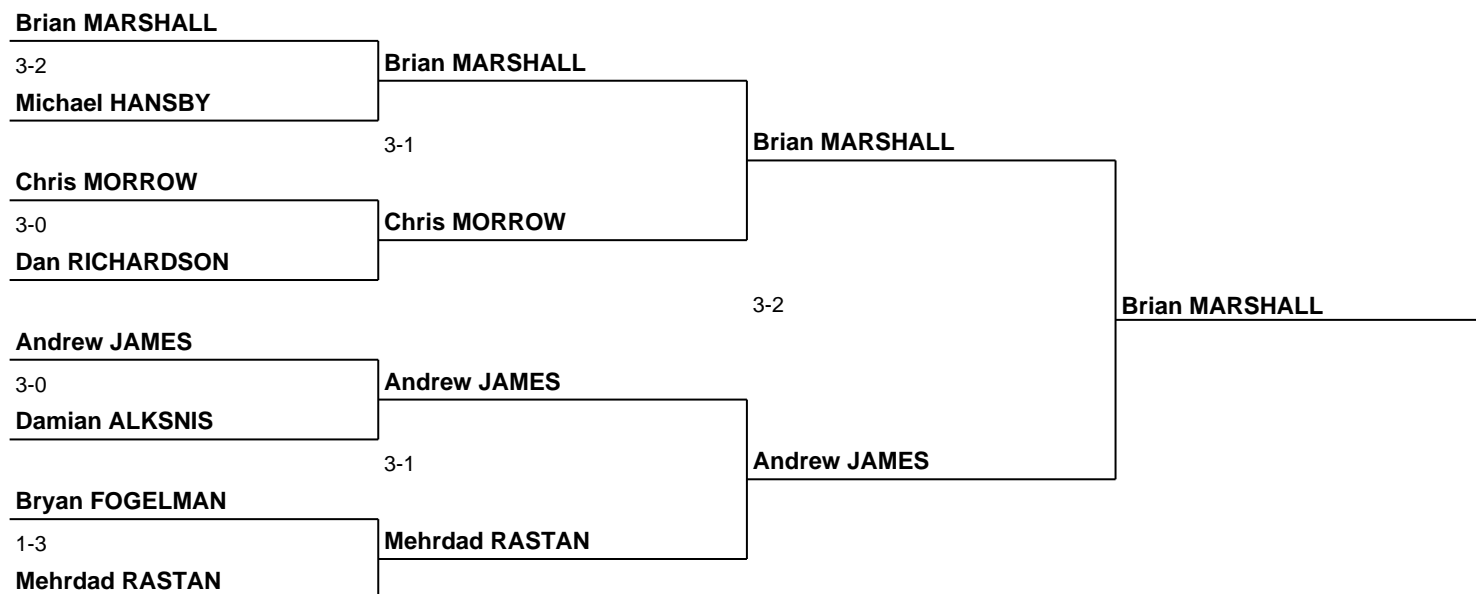 Brian MARSHALL
3-2
Michael HANSBY
Chris MORROW
3-0
Dan RICHARDSON
Andrew JAMES
3-0
Damian ALKSNIS
Bryan FOGELMAN
1-3
Mehrdad RASTAN
Brian MARSHALL
3-1
Chris MORROW
Andrew JAMES
3-1
Mehrdad RASTAN
Brian MARSHALL
3-2
Andrew JAMES
Brian MARSHALL